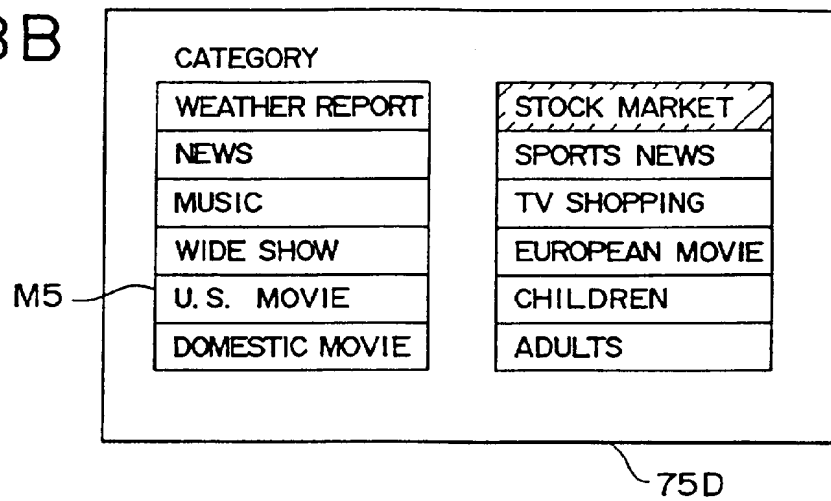 3B
CATEGORY
WEATHER REPORT
NEWS
MUSIC
WIDE SHOW
U.S. MOVIE
DOMESTIC MOVIE
STOCK MARKET
SPORTS NEWS
TV SHOPPING
EUROPEAN MOVIE
CHILDREN
ADULTS
M5
75D